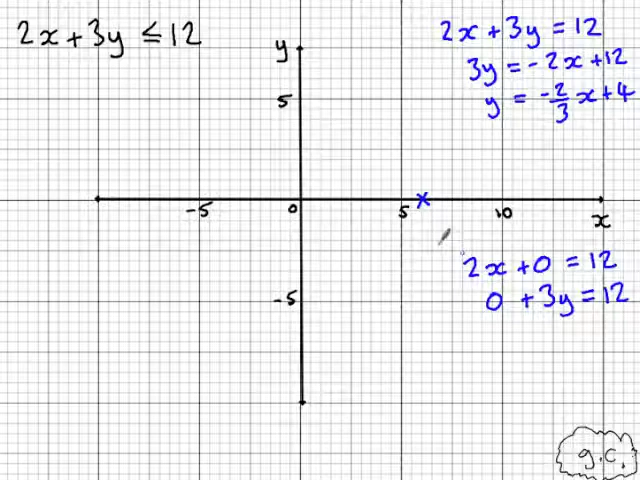 2x + 3y ≤ 12
2x + 3y = 12
3y = -2x + 12
y = -2/3 x + 4
y
5
-5 0 5 10 x
2x + 0 = 12
0 + 3y = 12
-5
g.c.